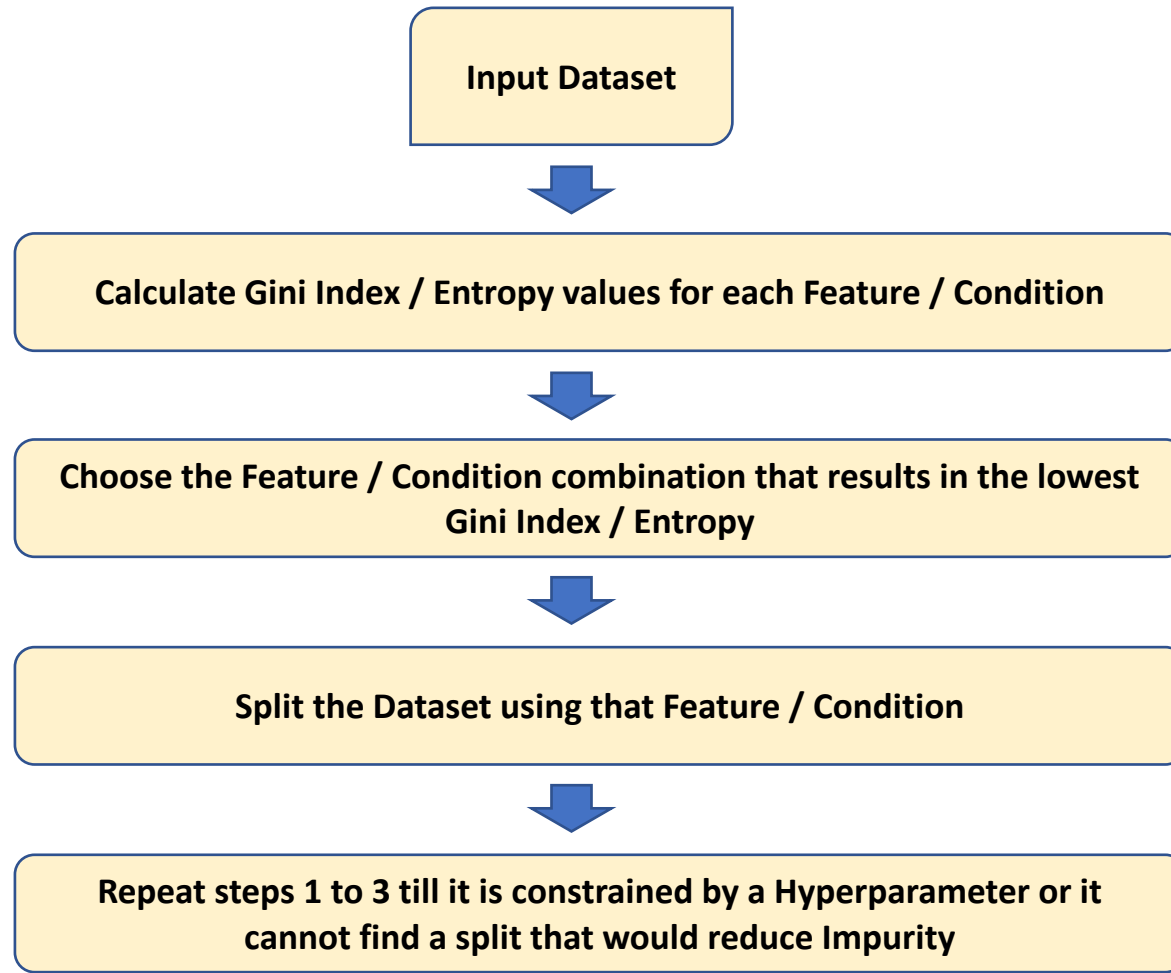 Input Dataset
Calculate Gini Index / Entropy values for each Feature / Condition
Choose the Feature / Condition combination that results in the lowest
Gini Index / Entropy
Split the Dataset using that Feature / Condition
Repeat steps 1 to 3 till it is constrained by a Hyperparameter or it
cannot find a split that would reduce Impurity